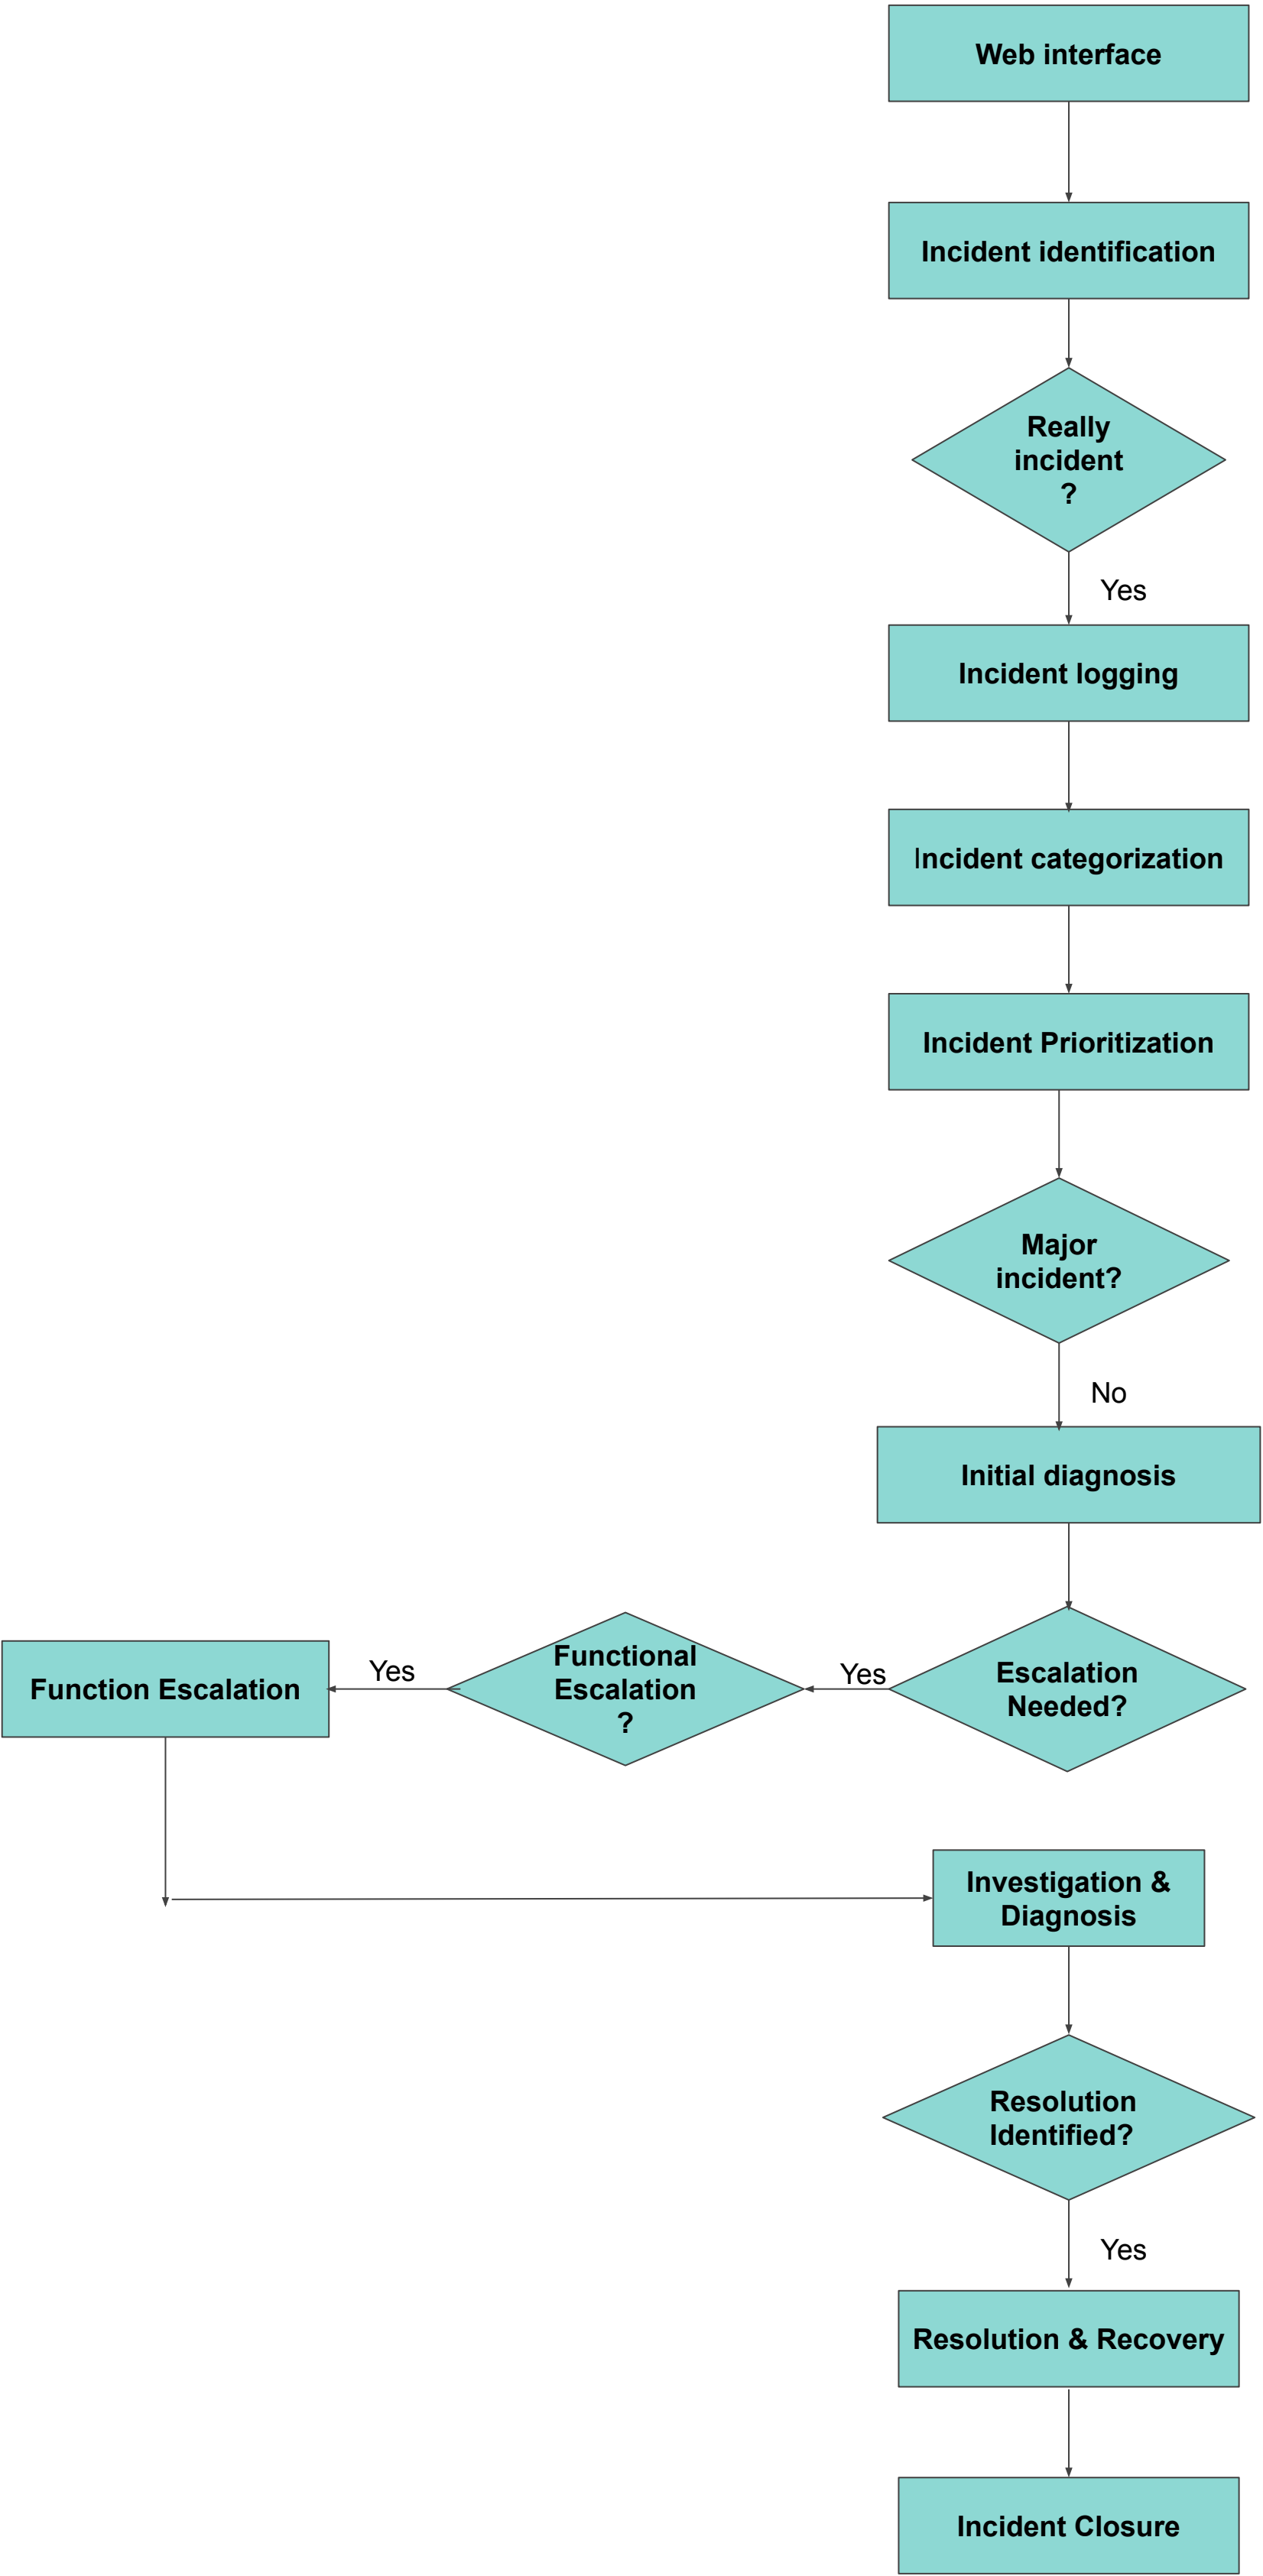 Web interface
Incident identification
Really
incident
?
Yes
Incident logging
Incident categorization
Incident Prioritization
Major
incident?
No
Initial diagnosis
Escalation
Needed?
Yes
Functional
Escalation
?
Yes
Function Escalation
Investigation &
Diagnosis
Resolution
Identified?
Yes
Resolution & Recovery
Incident Closure